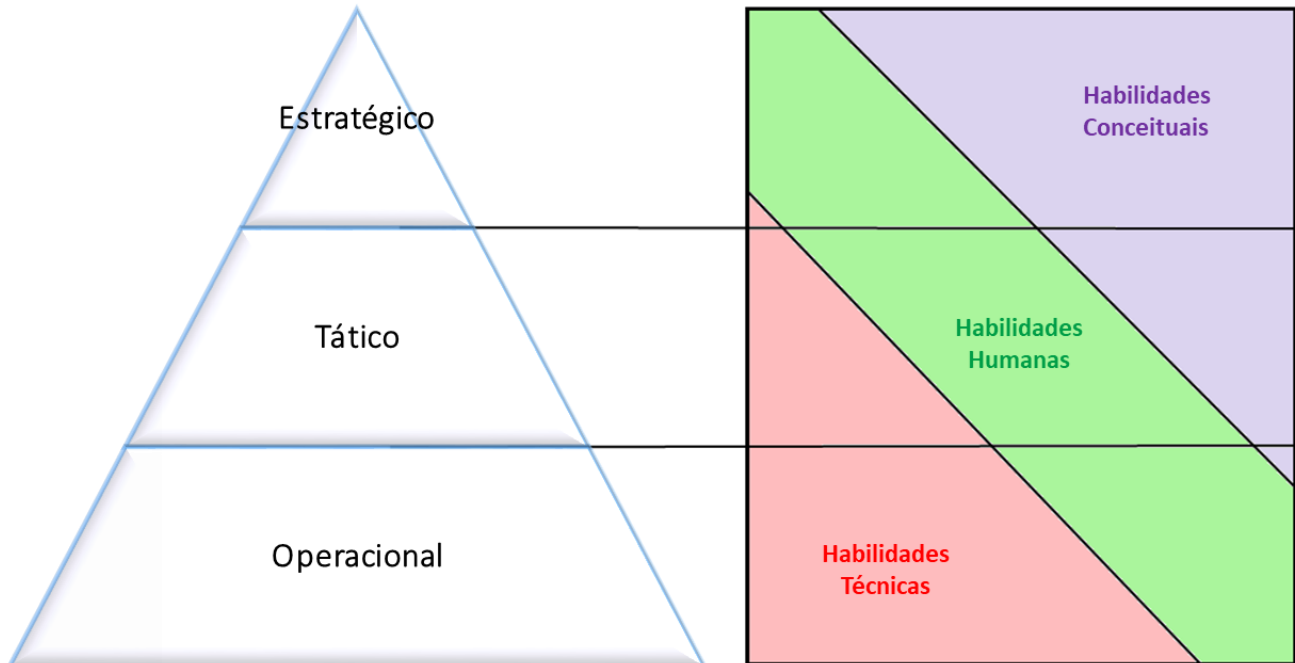 Estratégico
Tático
Operacional
Habilidades
Conceituais
Habilidades
Humanas
Habilidades
Técnicas